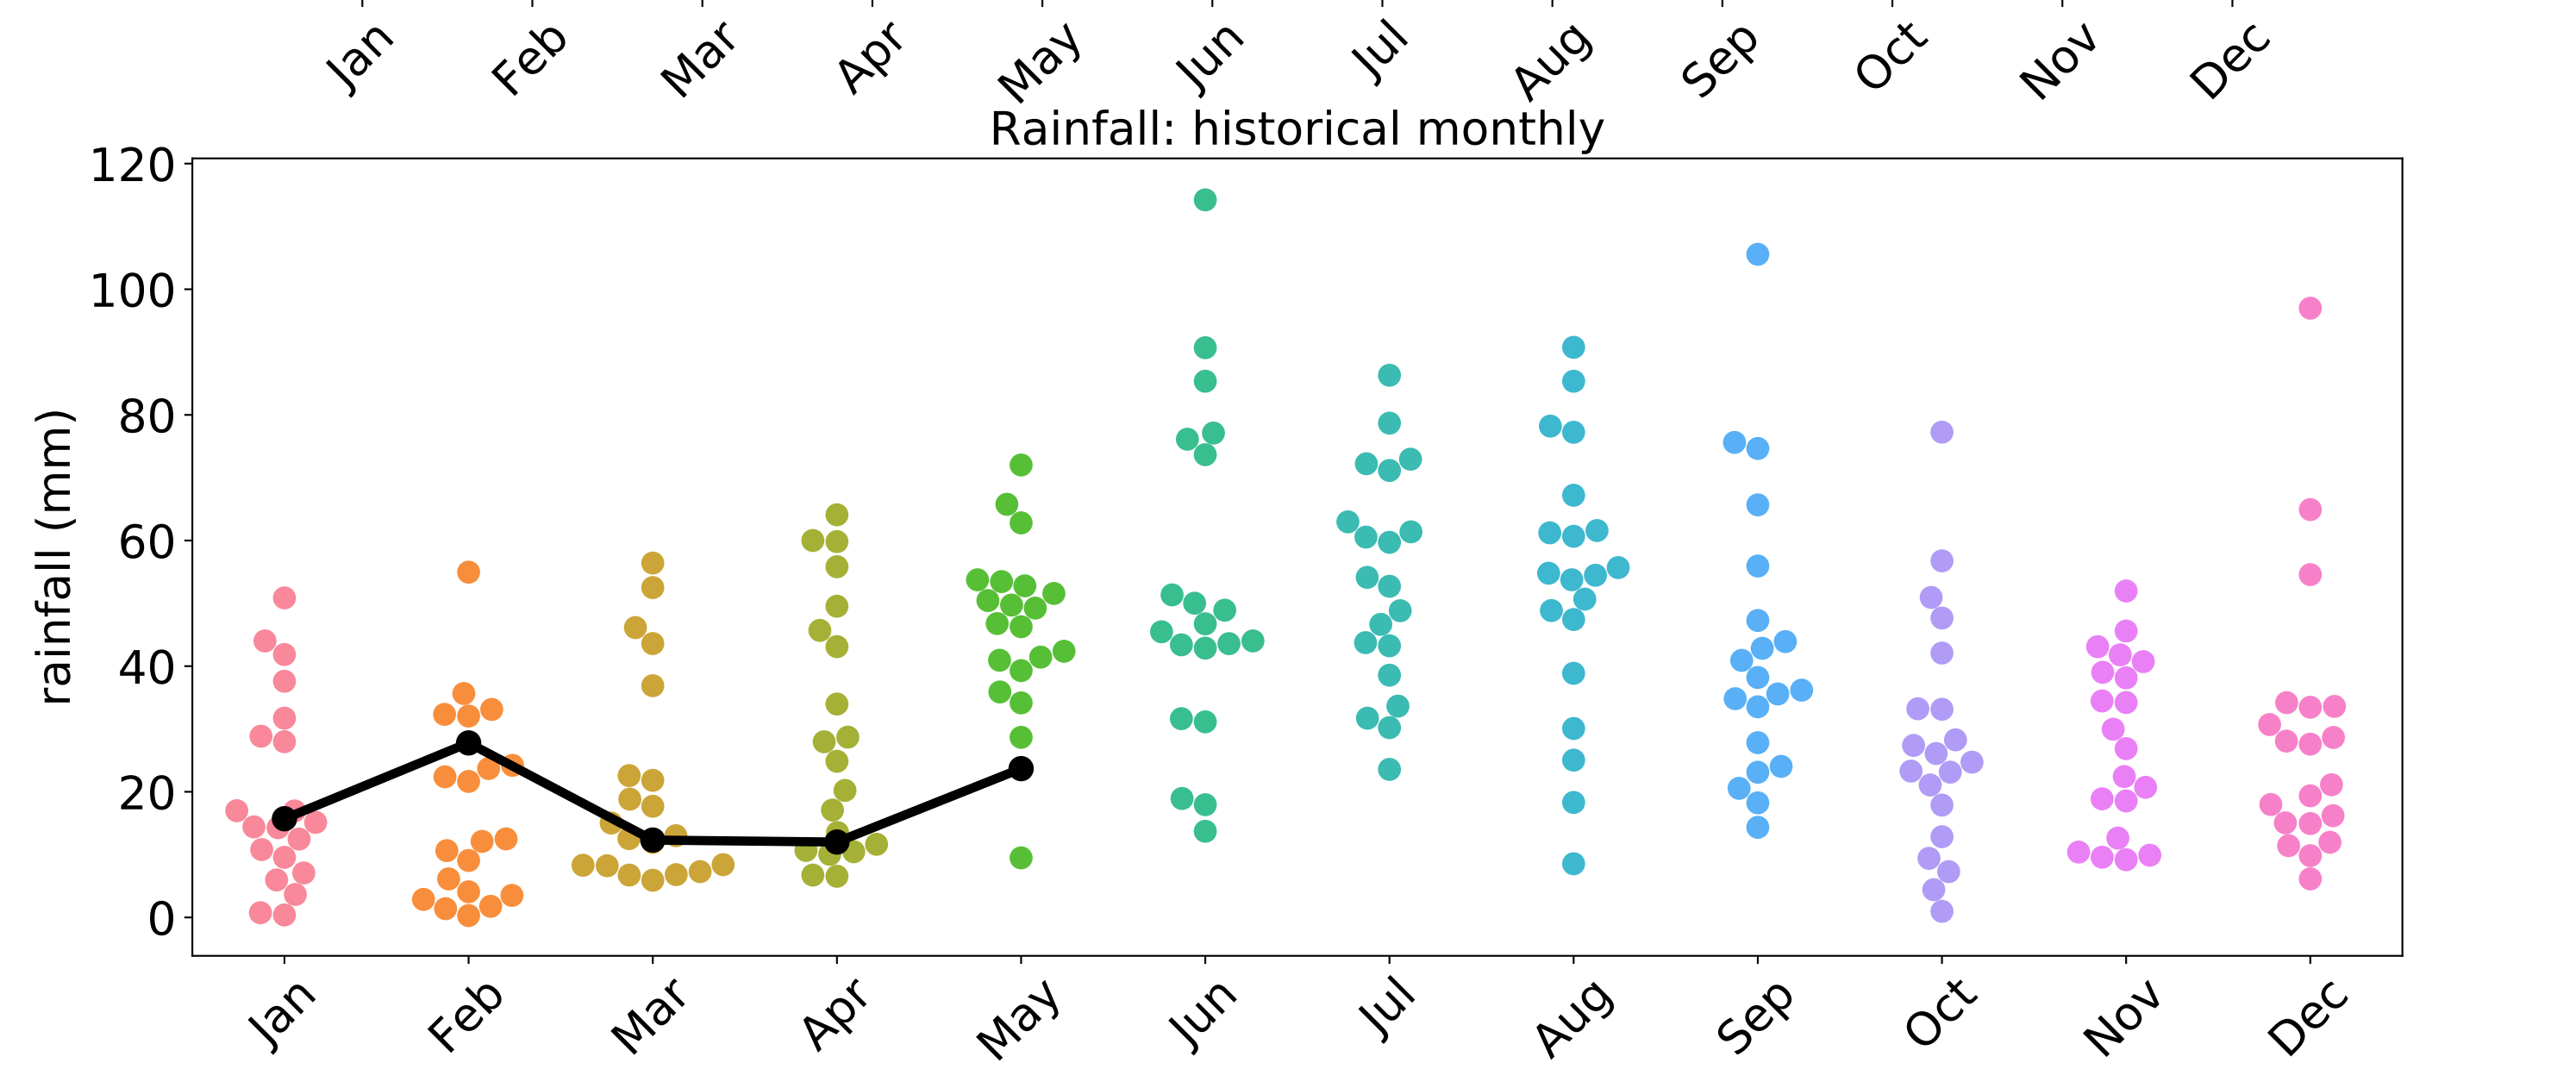 Jan Feb Mar Apr May Jun Jul Aug Sep Oct Nov Dec
Rainfall: historical monthly
120
100
80
60
40
20
0
rainfall (mm)
Jan Feb Mar Apr May Jun Jul Aug Sep Oct Nov Dec